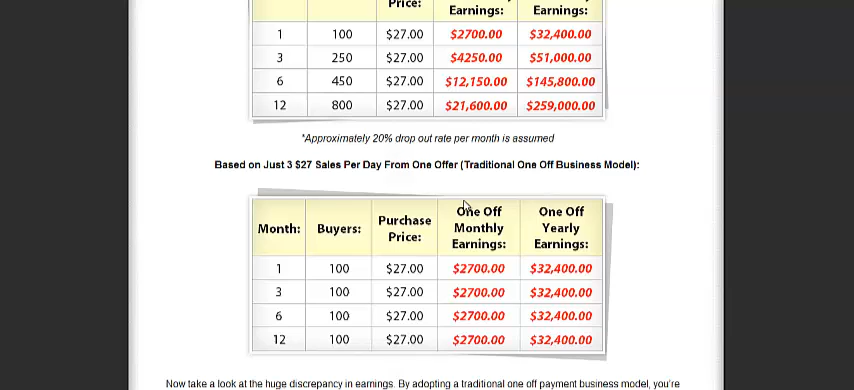 Price:
Earnings: Earnings:
1 100 $27.00 $2700.00 $32,400.00
3 250 $27.00 $4250.00 $51,000.00
6 450 $27.00 $12,150.00 $145,800.00
12 800 $27.00 $21,600.00 $259,000.00
*Approximately 20% drop out rate per month is assumed
Based on Just 3 $27 Sales Per Day From One Offer (Traditional One Off Business Model):
Month: Buyers: Purchase Price: One Off Monthly Earnings: One Off Yearly Earnings:
1 100 $27.00 $2700.00 $32,400.00
3 100 $27.00 $2700.00 $32,400.00
6 100 $27.00 $2700.00 $32,400.00
12 100 $27.00 $2700.00 $32,400.00
Now take a look at the huge discrepancy in earnings. By adopting a traditional one off payment business model, you're